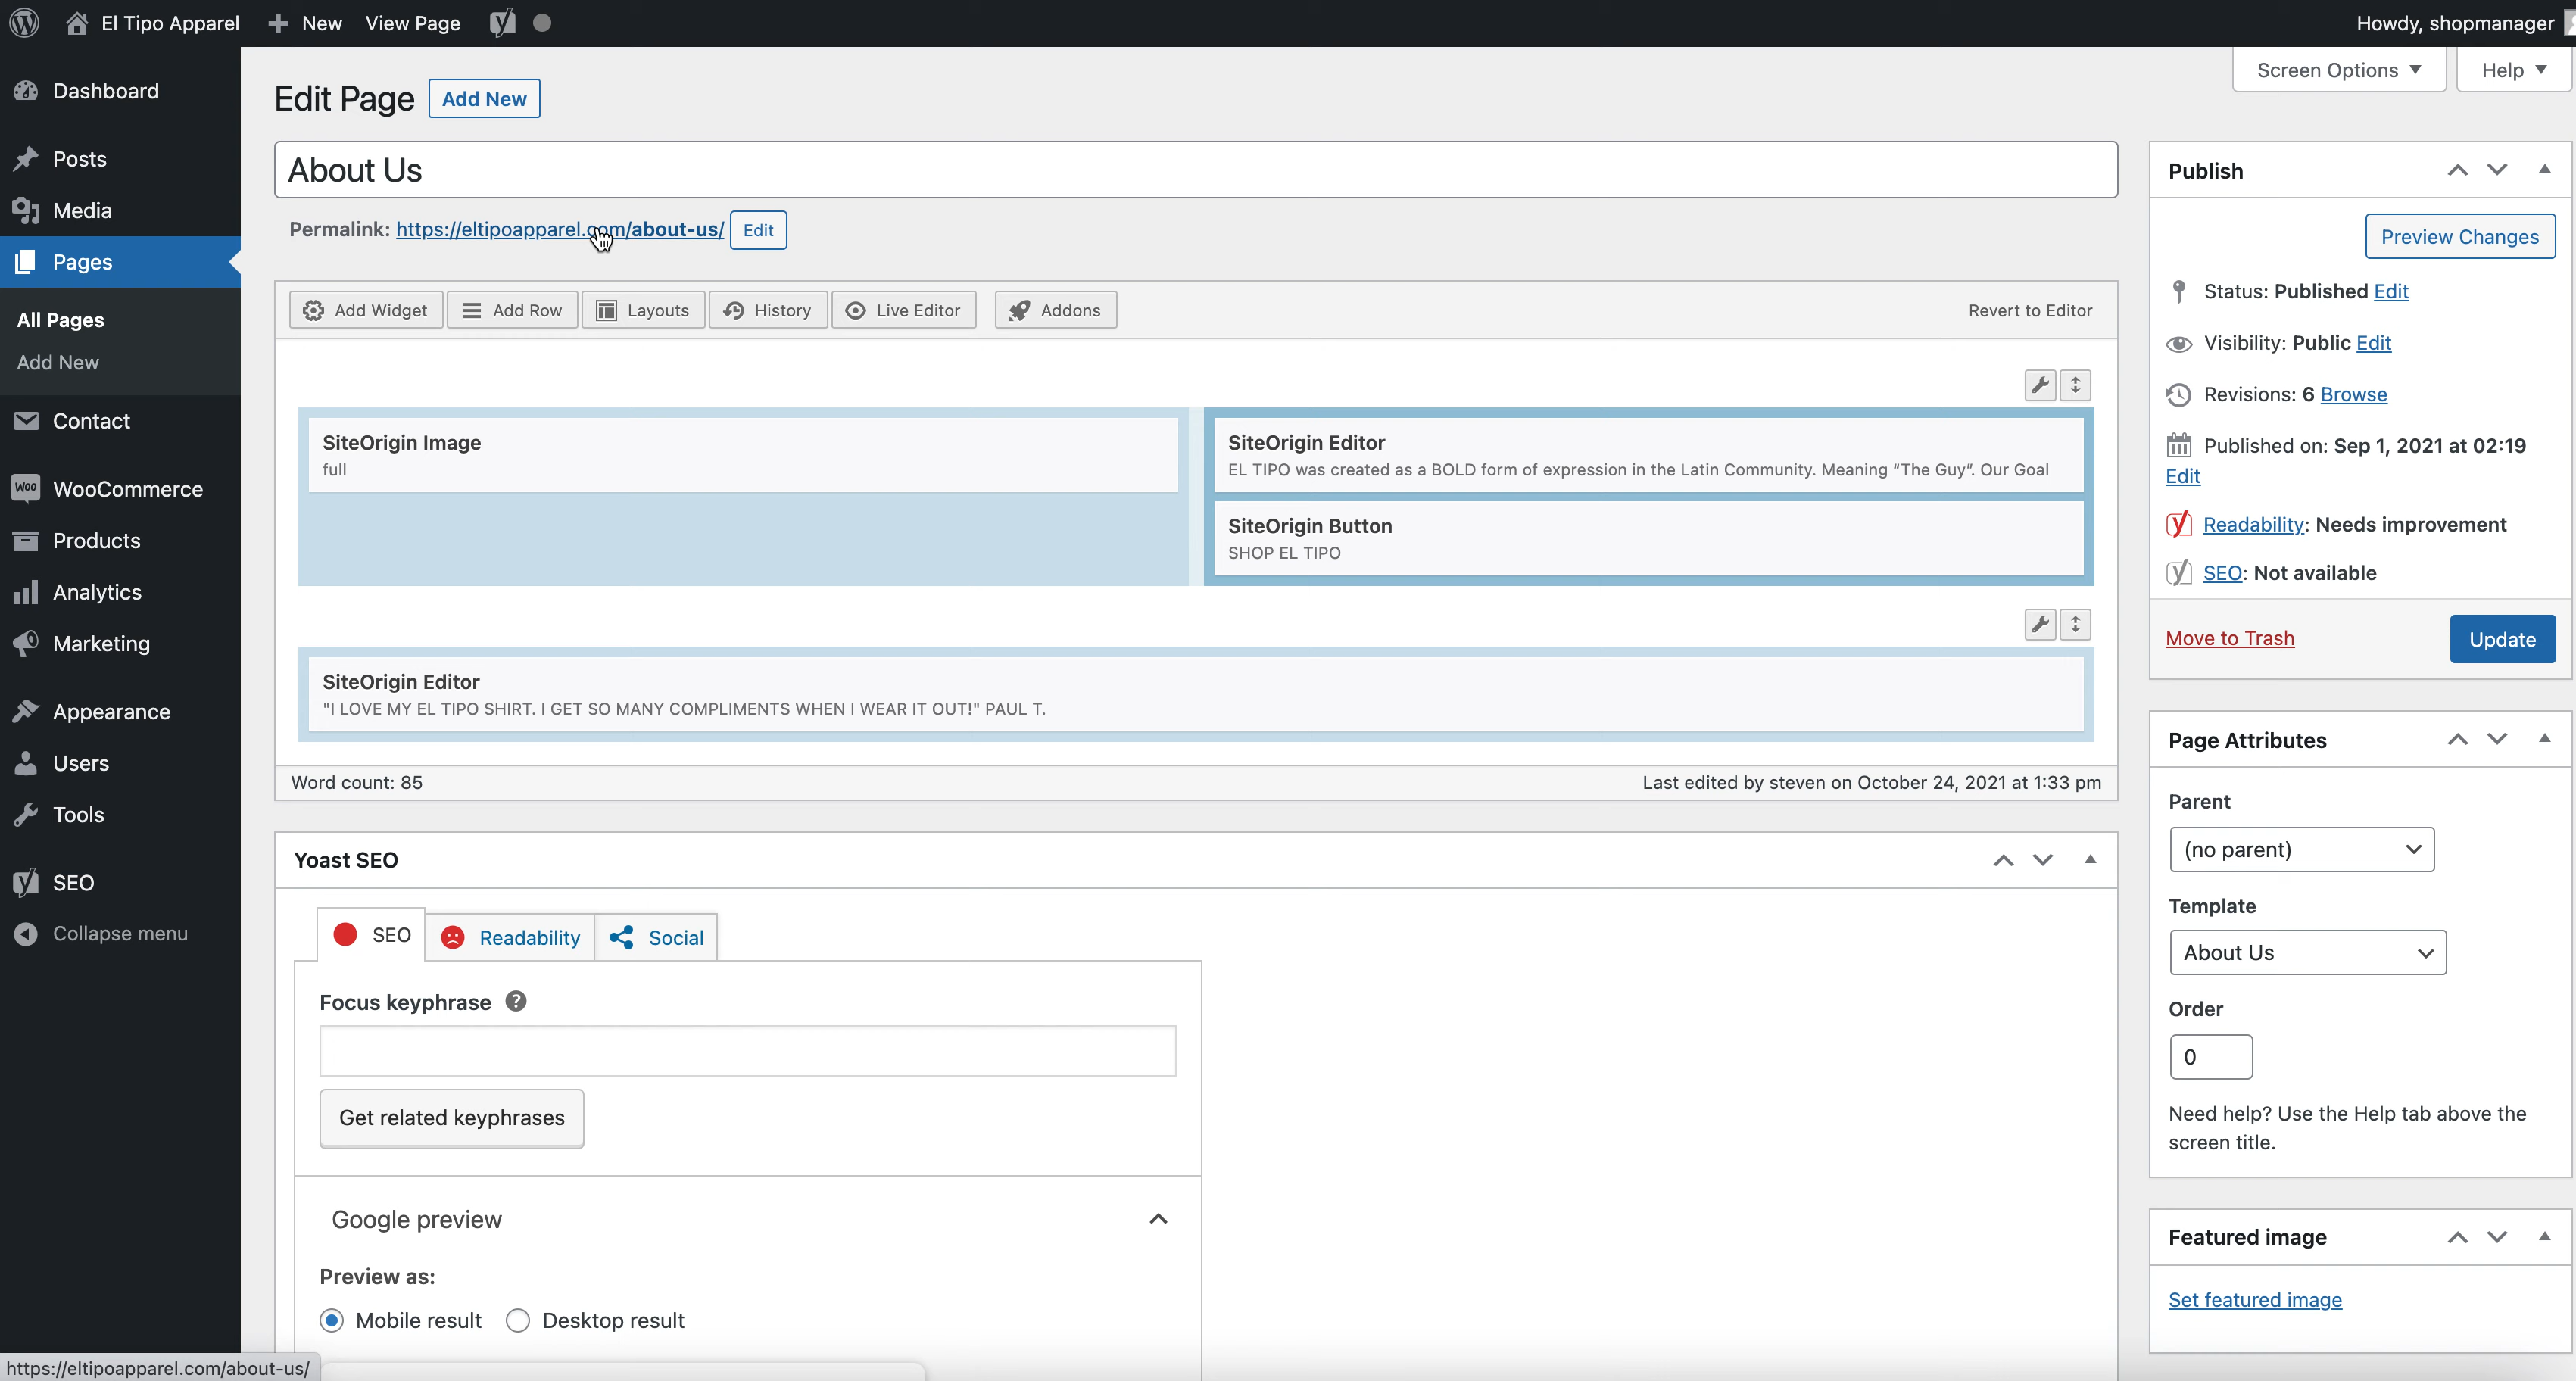 El Tipo Apparel New View Page Howdy, shopmanager
Screen Options Help
Dashboard
Posts
Media
Pages
All Pages
Add New
Contact
WooCommerce
Products
Analytics
Marketing
Appearance
Users
Tools
SEO
Collapse menu
Edit Page Add New
About Us
Permalink: https://eltipoapparel.com/about-us/ Edit
Add Widget Add Row Layouts History Live Editor Addons Revert to Editor
SiteOrigin Image
full
SiteOrigin Editor
EL TIPO was created as a BOLD form of expression in the Latin Community. Meaning “The Guy”. Our Goal
SiteOrigin Button
SHOP EL TIPO
SiteOrigin Editor
"I LOVE MY EL TIPO SHIRT. I GET SO MANY COMPLIMENTS WHEN I WEAR IT OUT!" PAUL T.
Word count: 85 Last edited by steven on October 24, 2021 at 1:33 pm
Yoast SEO
SEO Readability Social
Focus keyphrase ?
Get related keyphrases
Google preview
Preview as:
Mobile result Desktop result
Publish
Preview Changes
Status: Published Edit
Visibility: Public Edit
Revisions: 6 Browse
Published on: Sep 1, 2021 at 02:19
Edit
Readability: Needs improvement
SEO: Not available
Move to Trash Update
Page Attributes
Parent
(no parent)
Template
About Us
Order
0
Need help? Use the Help tab above the
screen title.
Featured image
Set featured image
https://eltipoapparel.com/about-us/